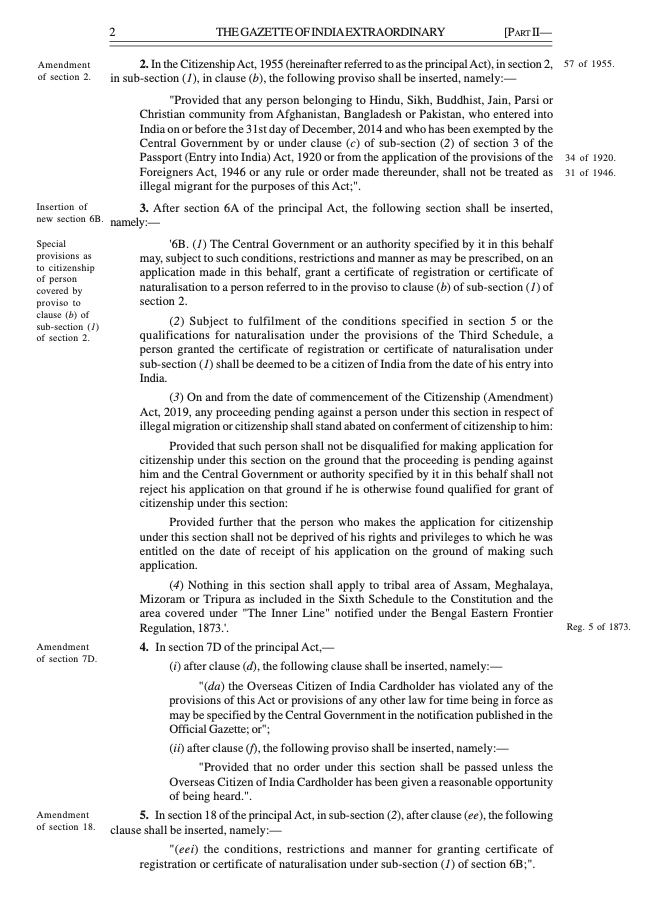 2 THE GAZETTE OF INDIA EXTRAORDINARY [PART II—
Amendment
of section 2.
2. In the Citizenship Act, 1955 (hereinafter referred to as the principal Act), in section 2,
in sub-section (1), in clause (b), the following proviso shall be inserted, namely:—
57 of 1955.
"Provided that any person belonging to Hindu, Sikh, Buddhist, Jain, Parsi or
Christian community from Afghanistan, Bangladesh or Pakistan, who entered into
India on or before the 31st day of December, 2014 and who has been exempted by the
Central Government by or under clause (c) of sub-section (2) of section 3 of the
Passport (Entry into India) Act, 1920 or from the application of the provisions of the
Foreigners Act, 1946 or any rule or order made thereunder, shall not be treated as
illegal migrant for the purposes of this Act;".
34 of 1920.
31 of 1946.
Insertion of
new section 6B.
3. After section 6A of the principal Act, the following section shall be inserted,
namely:—
Special
provisions as
to citizenship
of person
covered by
proviso to
clause (b) of
sub-section (1)
of section 2.
'6B. (1) The Central Government or an authority specified by it in this behalf
may, subject to such conditions, restrictions and manner as may be prescribed, on an
application made in this behalf, grant a certificate of registration or certificate of
naturalisation to a person referred to in the proviso to clause (b) of sub-section (1) of
section 2.
(2) Subject to fulfilment of the conditions specified in section 5 or the
qualifications for naturalisation under the provisions of the Third Schedule, a
person granted the certificate of registration or certificate of naturalisation under
sub-section (1) shall be deemed to be a citizen of India from the date of his entry into
India.
(3) On and from the date of commencement of the Citizenship (Amendment)
Act, 2019, any proceeding pending against a person under this section in respect of
illegal migration or citizenship shall stand abated on conferment of citizenship to him:
Provided that such person shall not be disqualified for making application for
citizenship under this section on the ground that the proceeding is pending against
him and the Central Government or authority specified by it in this behalf shall not
reject his application on that ground if he is otherwise found qualified for grant of
citizenship under this section:
Provided further that the person who makes the application for citizenship
under this section shall not be deprived of his rights and privileges to which he was
entitled on the date of receipt of his application on the ground of making such
application.
(4) Nothing in this section shall apply to tribal area of Assam, Meghalaya,
Mizoram or Tripura as included in the Sixth Schedule to the Constitution and the
area covered under "The Inner Line" notified under the Bengal Eastern Frontier
Regulation, 1873.'.
Reg. 5 of 1873.
Amendment
of section 7D.
4. In section 7D of the principal Act,—
(i) after clause (d), the following clause shall be inserted, namely:—
"(da) the Overseas Citizen of India Cardholder has violated any of the
provisions of this Act or provisions of any other law for time being in force as
may be specified by the Central Government in the notification published in the
Official Gazette; or";
(ii) after clause (f), the following proviso shall be inserted, namely:—
"Provided that no order under this section shall be passed unless the
Overseas Citizen of India Cardholder has been given a reasonable opportunity
of being heard.".
Amendment
of section 18.
5. In section 18 of the principal Act, in sub-section (2), after clause (ee), the following
clause shall be inserted, namely:—
"(eei) the conditions, restrictions and manner for granting certificate of
registration or certificate of naturalisation under sub-section (1) of section 6B;".